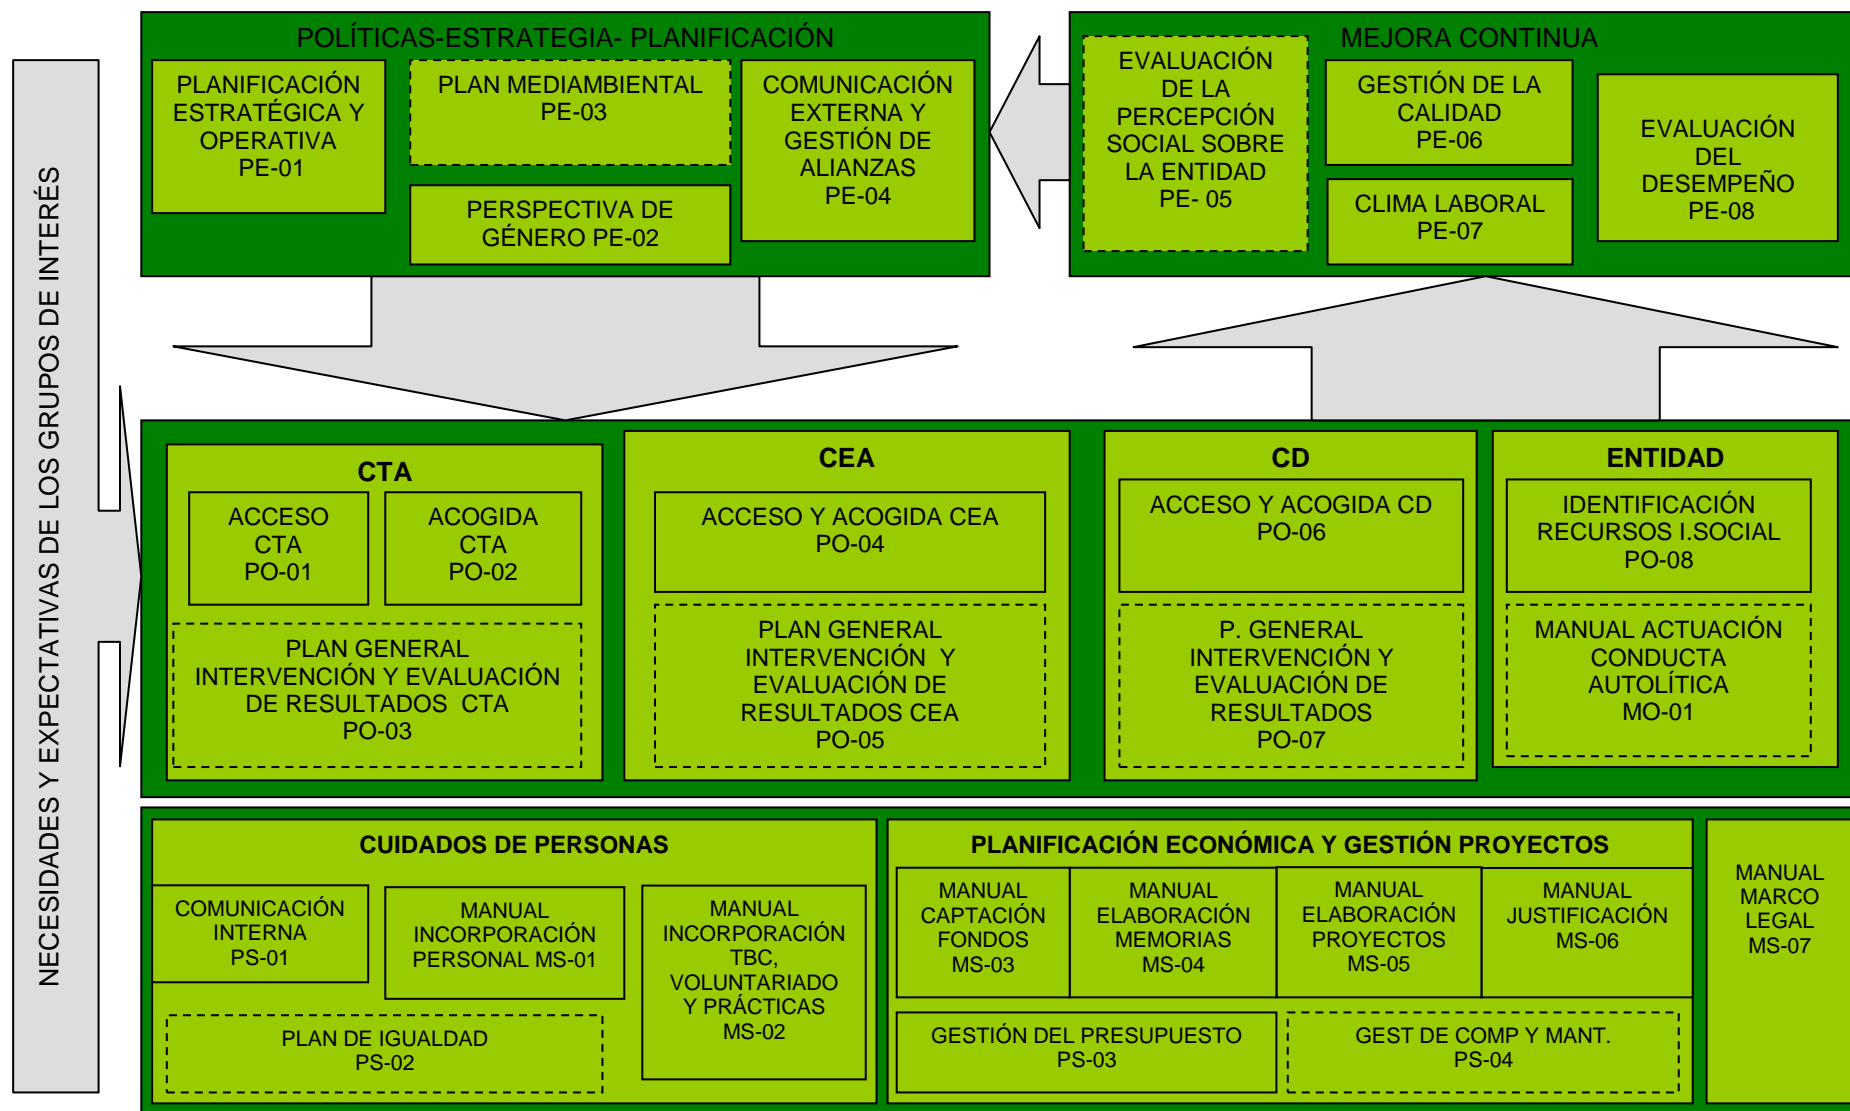 NECESIDADES Y EXPECTATIVAS DE LOS GRUPOS DE INTERÉS
POLÍTICAS-ESTRATEGIA- PLANIFICACIÓN
PLANIFICACIÓN
ESTRATÉGICA Y
OPERATIVA
PE-01
PLAN MEDIAMBIENTAL
PE-03
PERSPECTIVA DE
GÉNERO PE-02
COMUNICACIÓN
EXTERNA Y
GESTIÓN DE
ALIANZAS
PE-04
MEJORA CONTINUA
EVALUACIÓN
DE LA
PERCEPCIÓN
SOCIAL SOBRE
LA ENTIDAD
PE- 05
GESTIÓN DE LA
CALIDAD
PE-06
CLIMA LABORAL
PE-07
EVALUACIÓN
DEL
DESEMPEÑO
PE-08
CTA
ACCESO
CTA
PO-01
ACOGIDA
CTA
PO-02
PLAN GENERAL
INTERVENCIÓN Y EVALUACIÓN
DE RESULTADOS CTA
PO-03
CEA
ACCESO Y ACOGIDA CEA
PO-04
PLAN GENERAL
INTERVENCIÓN Y
EVALUACIÓN DE
RESULTADOS CEA
PO-05
CD
ACCESO Y ACOGIDA CD
PO-06
P. GENERAL
INTERVENCIÓN Y
EVALUACIÓN DE
RESULTADOS
PO-07
ENTIDAD
IDENTIFICACIÓN
RECURSOS I.SOCIAL
PO-08
MANUAL ACTUACIÓN
CONDUCTA
AUTOLÍTICA
MO-01
CUIDADOS DE PERSONAS
COMUNICACIÓN
INTERNA
PS-01
MANUAL
INCORPORACIÓN
PERSONAL MS-01
MANUAL
INCORPORACIÓN
TBC,
VOLUNTARIADO
Y PRÁCTICAS
MS-02
PLAN DE IGUALDAD
PS-02
PLANIFICACIÓN ECONÓMICA Y GESTIÓN PROYECTOS
MANUAL
CAPTACIÓN
FONDOS
MS-03
MANUAL
ELABORACIÓN
MEMORIAS
MS-04
MANUAL
ELABORACIÓN
PROYECTOS
MS-05
MANUAL
JUSTIFICACIÓN
MS-06
GESTIÓN DEL PRESUPUESTO
PS-03
GEST DE COMP Y MANT.
PS-04
MANUAL
MARCO
LEGAL
MS-07